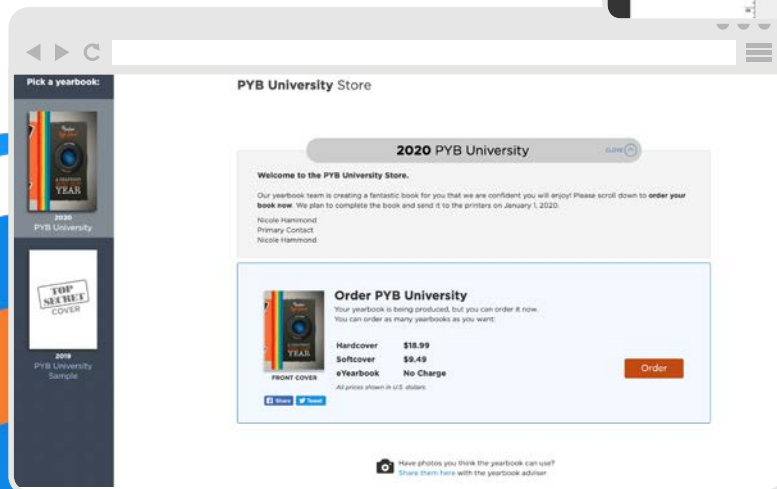 Pick a yearbook:
YEAR
2020
PYB University
TOP
SECRET
COVER
2019
PYB University
Sample
PYB University Store
2020 PYB University
CLOSE
Welcome to the PYB University Store.
Our yearbook team is creating a fantastic book for you that we are confident you will enjoy! Please scroll down to order your
book now. We plan to complete the book and send it to the printers on January 1, 2020.
Nicole Hammond
Primary Contact
Nicole Hammond
YEAR
FRONT COVER
Share Tweet
Order PYB University
Your yearbook is being produced, but you can order it now.
You can order as many yearbooks as you want:
Hardcover $18.99
Softcover $9.49
eYearbook No Charge
All prices shown in U.S. dollars
Order
Have photos you think the yearbook can use?
Share them here with the yearbook adviser